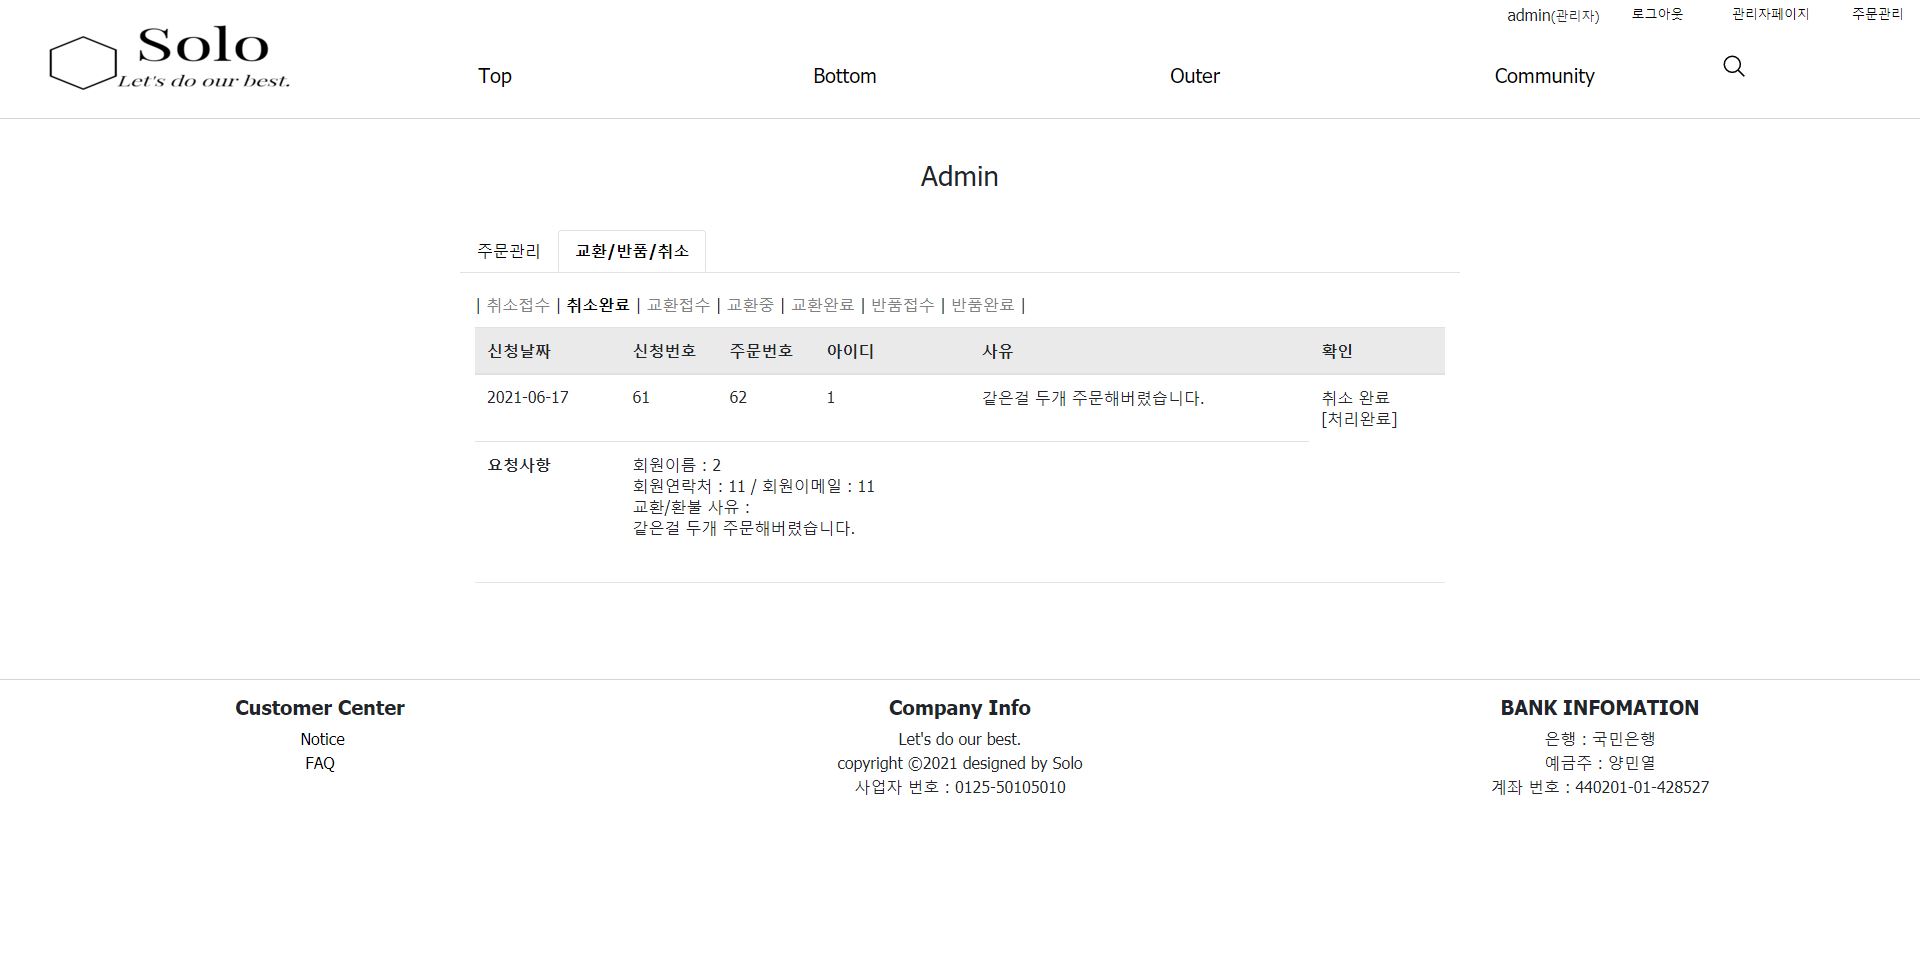 admin(관리자) 로그아웃 관리자페이지 주문관리
Solo
Let's do our best.
Top Bottom Outer Community
Admin
주문관리 교환/반품/취소
| 취소접수 | 취소완료 | 교환접수 | 교환중 | 교환완료 | 반품접수 | 반품완료 |
신청날짜 신청번호 주문번호 아이디 사유 확인
2021-06-17 61 62 1 같은걸 두개 주문해버렸습니다. 취소 완료
[처리완료]
요청사항 회원이름 : 2
회원연락처 : 11 / 회원이메일 : 11
교환/환불 사유 :
같은걸 두개 주문해버렸습니다.
Customer Center
Notice
FAQ
Company Info
Let's do our best.
copyright ©2021 designed by Solo
사업자 번호 : 0125-50105010
BANK INFOMATION
은행 : 국민은행
예금주 : 양민열
계좌 번호 : 440201-01-428527